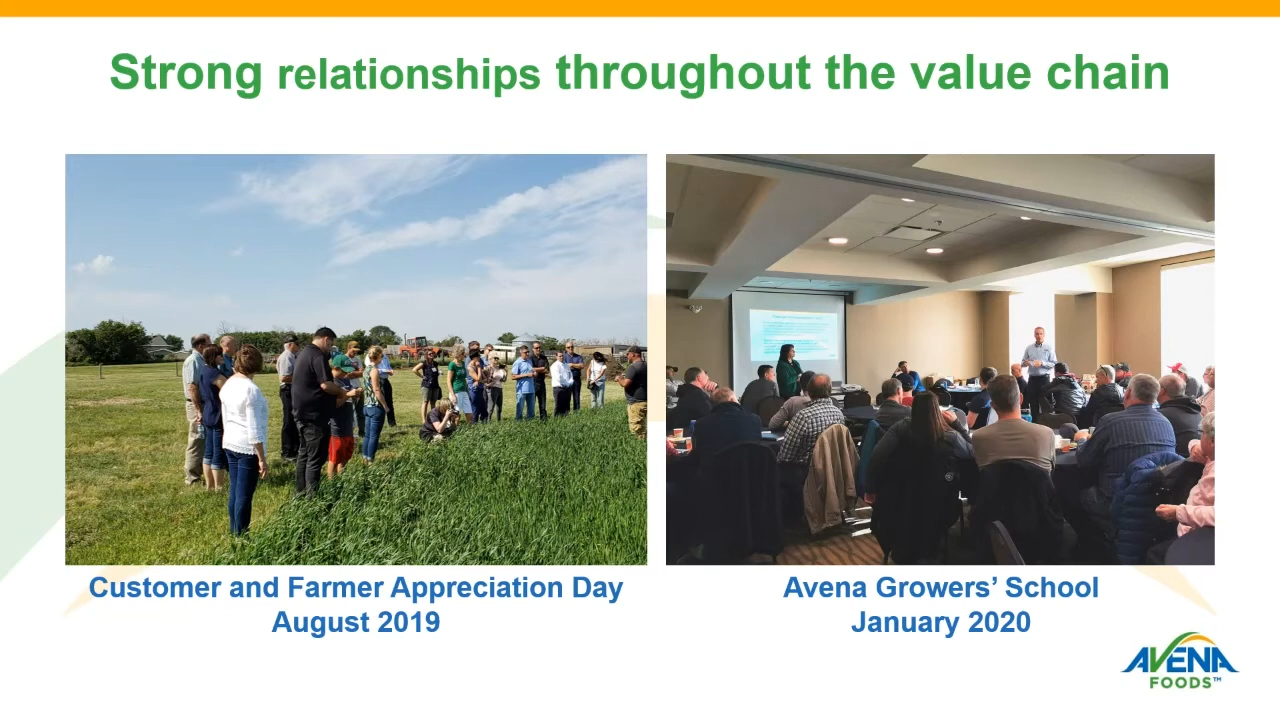 Strong relationships throughout the value chain
Customer and Farmer Appreciation Day
August 2019
Avena Growers’ School
January 2020
AVENA
FOODS™